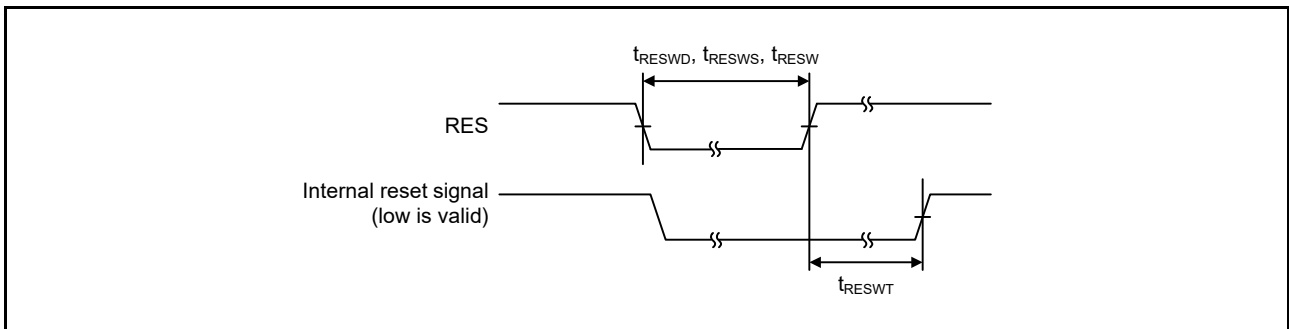 tRESWD, tRESWS, tRESW
RES
Internal reset signal
(low is valid)
tRESWT